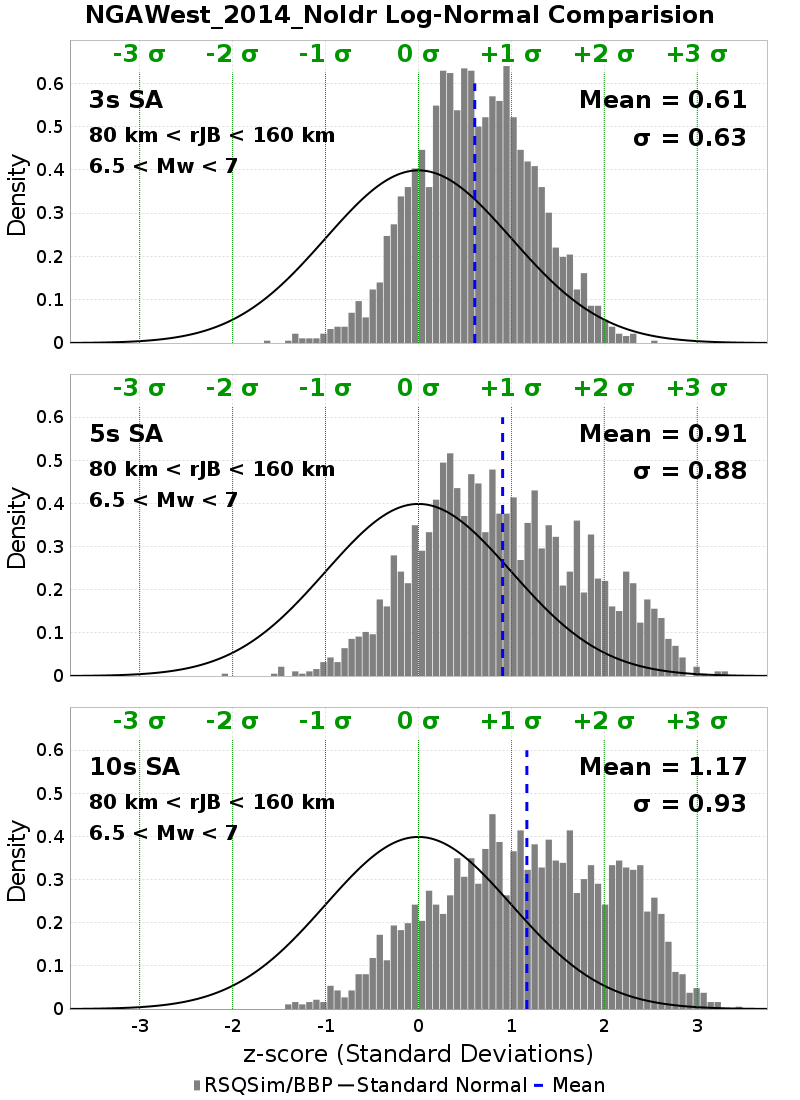 NGAWest_2014_NoIdr Log-Normal Comparision
-3 σ -2 σ -1 σ 0 σ +1 σ +2 σ +3 σ
0.6
3s SA Mean = 0.61
0.5
80 km < rJB < 160 km σ = 0.63
0.4
6.5 < Mw < 7
0.3
0.2
0.1
0
Density
-3 σ -2 σ -1 σ 0 σ +1 σ +2 σ +3 σ
0.6
5s SA Mean = 0.91
0.5
80 km < rJB < 160 km σ = 0.88
0.4
6.5 < Mw < 7
0.3
0.2
0.1
0
Density
-3 σ -2 σ -1 σ 0 σ +1 σ +2 σ +3 σ
0.6
10s SA Mean = 1.17
0.5
80 km < rJB < 160 km σ = 0.93
0.4
6.5 < Mw < 7
0.3
0.2
0.1
0
Density
-3 -2 -1 0 1 2 3
z-score (Standard Deviations)
RSQSim/BBP Standard Normal Mean